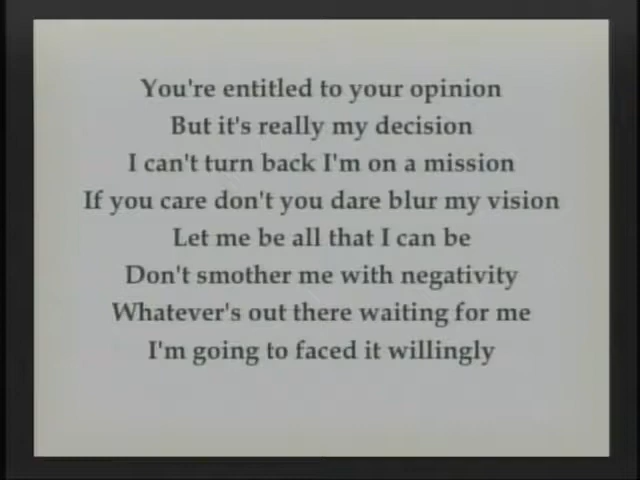 You're entitled to your opinion
But it's really my decision
I can't turn back I'm on a mission
If you care don't you dare blur my vision
Let me be all that I can be
Don't smother me with negativity
Whatever's out there waiting for me
I'm going to faced it willingly